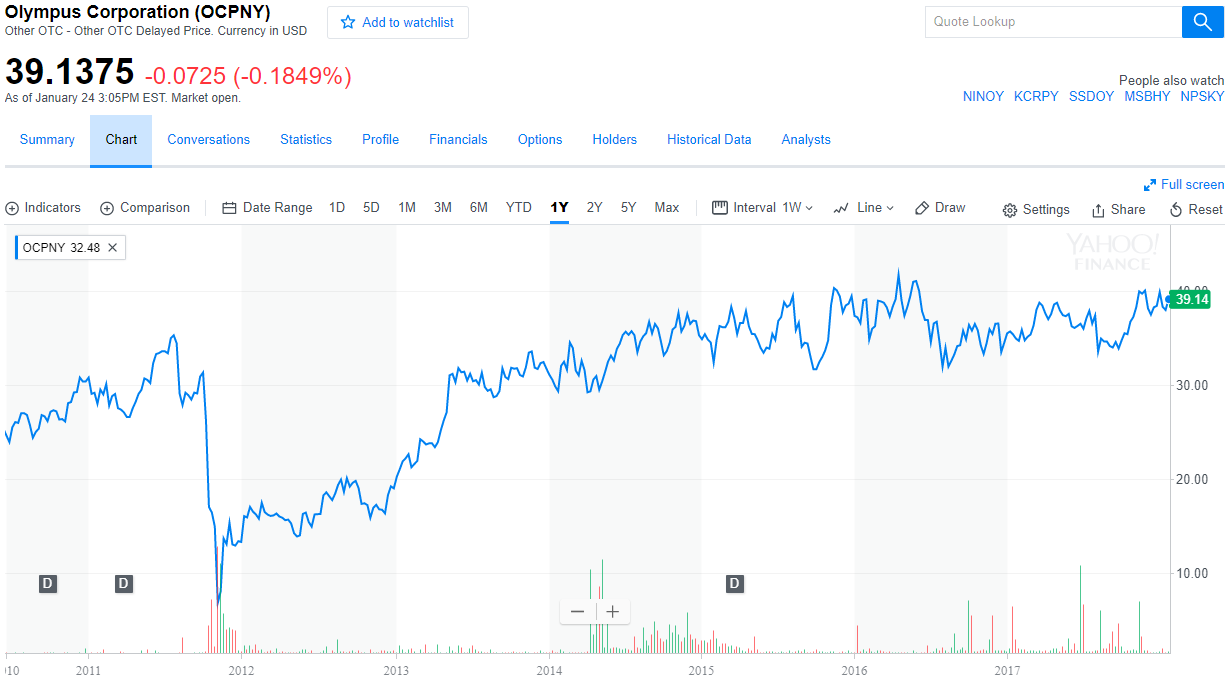 Olympus Corporation (OCPNY)
Other OTC - Other OTC Delayed Price. Currency in USD
Add to watchlist
Quote Lookup
39.1375 -0.0725 (-0.1849%)
As of January 24 3:05PM EST. Market open.
People also watch
NINOY KCRPY SSDOY MSBHY NPSKY
Summary Chart Conversations Statistics Profile Financials Options Holders Historical Data Analysts
Full screen
Indicators Comparison Date Range 1D 5D 1M 3M 6M YTD 1Y 2Y 5Y Max Interval 1W Line Draw Settings Share Reset
OCPNY 32.48
YAHOO!
FINANCE
39.14
30.00
20.00
10.00
D D D
2011 2012 2013 2014 2015 2016 2017